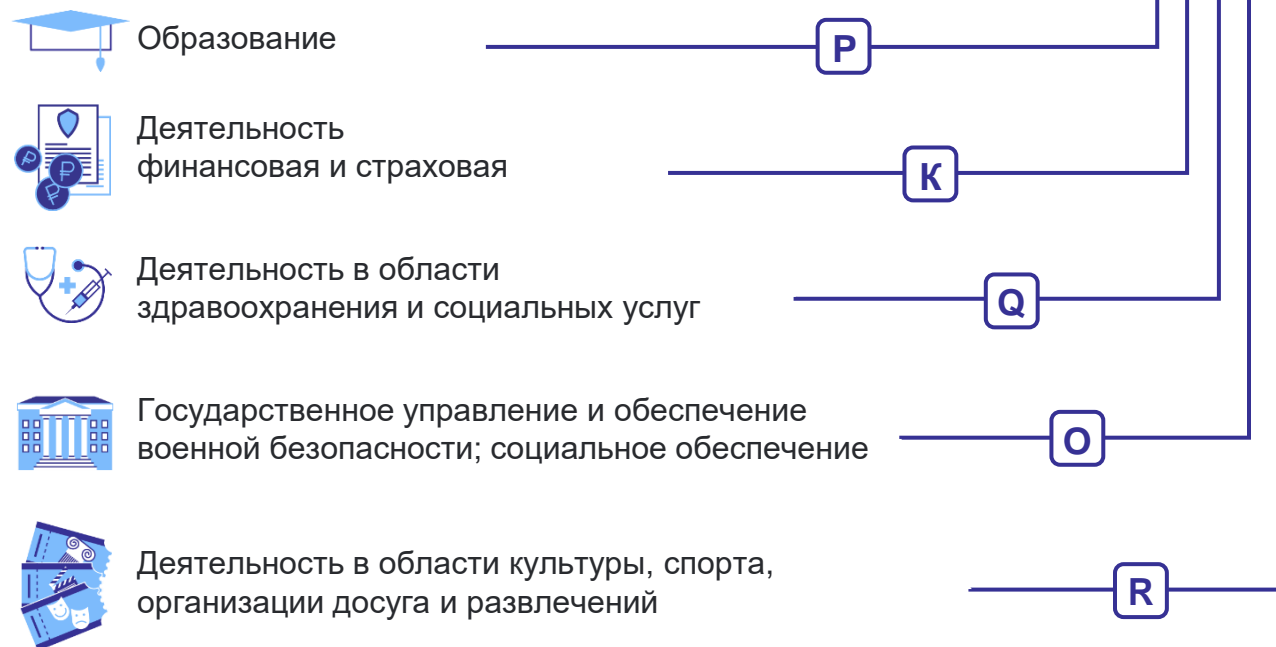 Образование
P
Деятельность
финансовая и страховая
K
Деятельность в области
здравоохранения и социальных услуг
Q
Государственное управление и обеспечение
военной безопасности; социальное обеспечение
O
Деятельность в области культуры, спорта,
организации досуга и развлечений
R